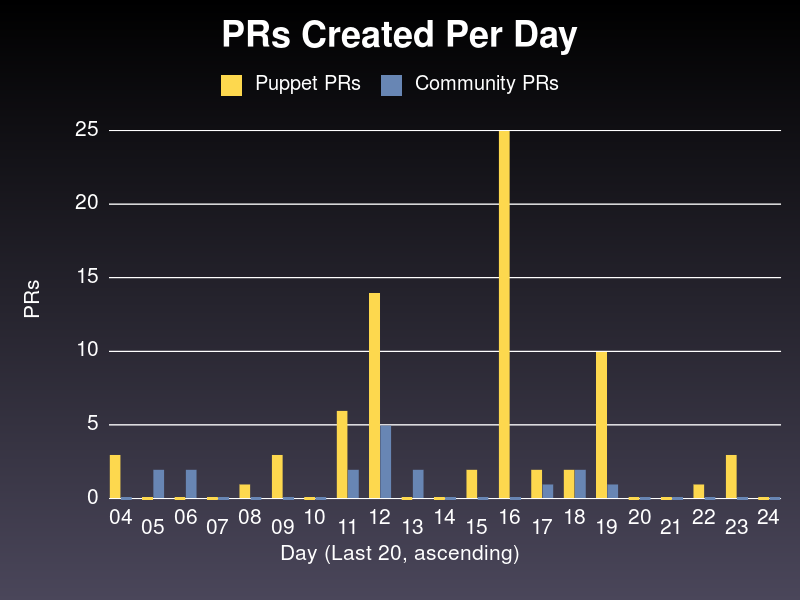 PRs Created Per Day
Puppet PRs Community PRs
25
20
15
10
5
0
PRs
04 05 06 07 08 09 10 11 12 13 14 15 16 17 18 19 20 21 22 23 24
Day (Last 20, ascending)